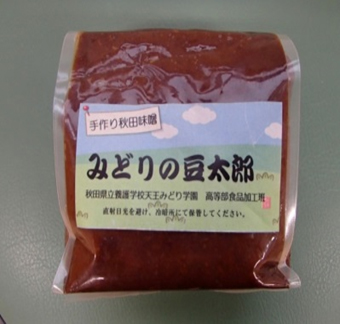 手作り秋田味噌
みどりの豆太郎
秋田県立養護学校天王みどり学園 高等部食品加工班
直射日光を避け、冷暗所にて保管してください。